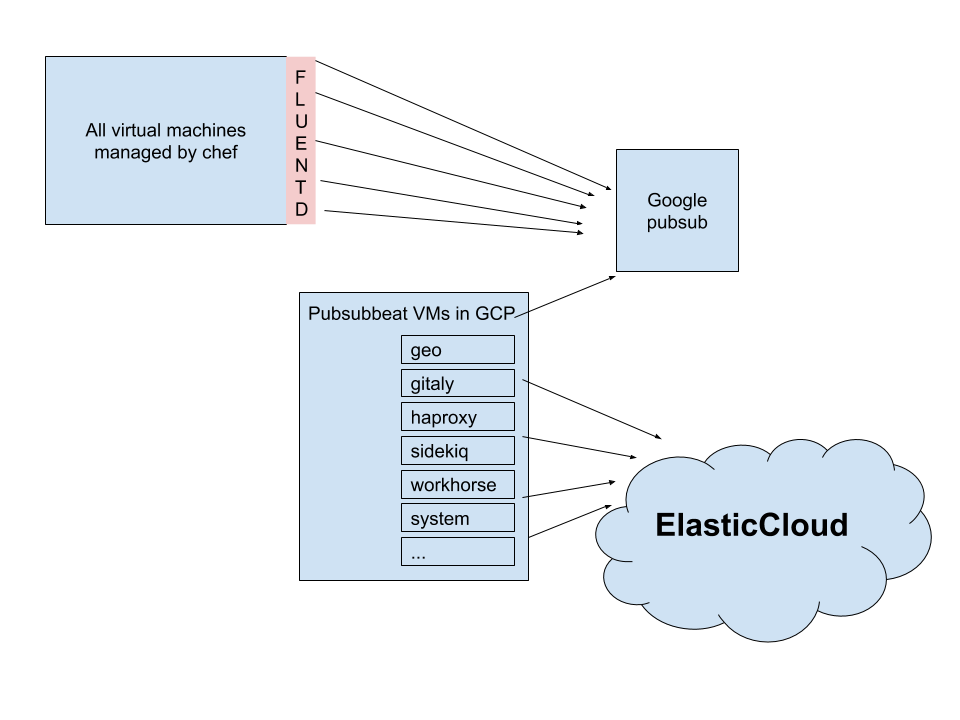 All virtual machines
managed by chef
F
L
U
E
N
T
D
Google
pubsub
Pubsubbeat VMs in GCP
geo
gitaly
haproxy
sidekiq
workhorse
system
...
ElasticCloud